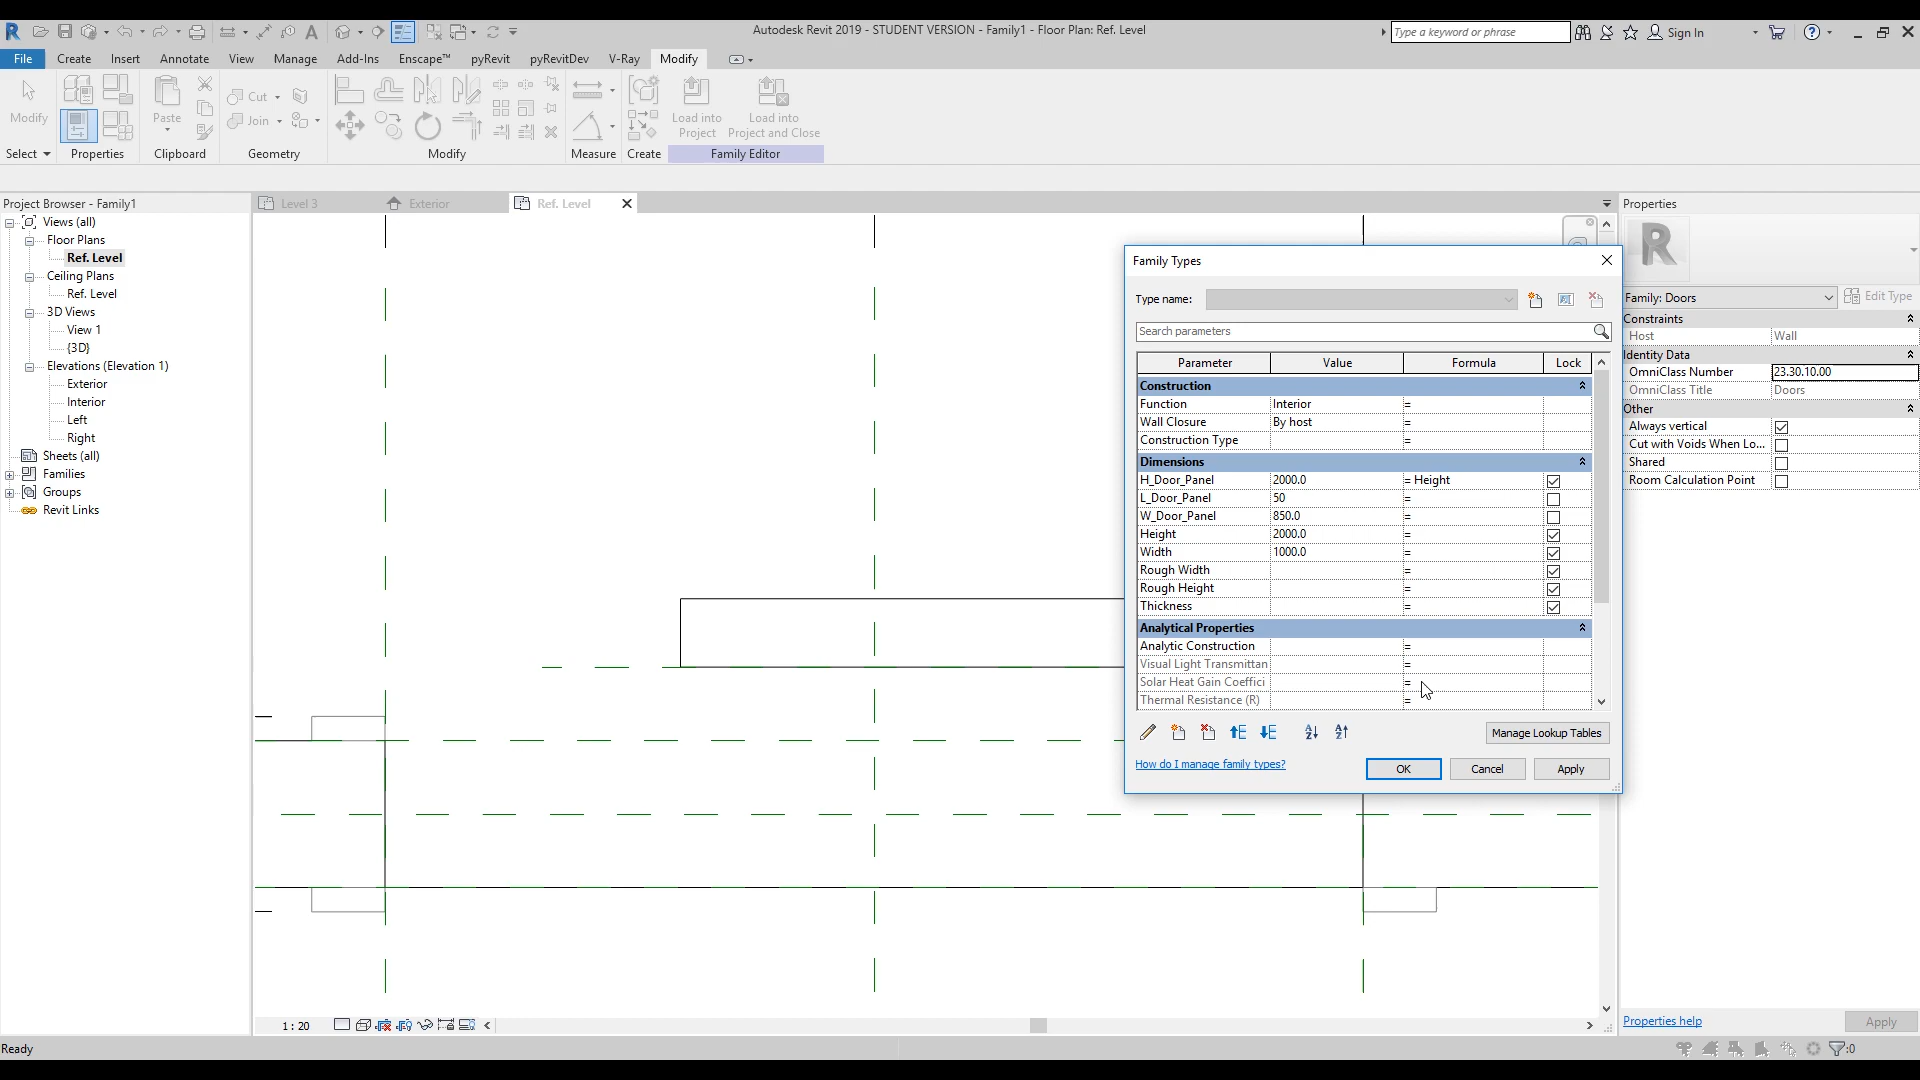 Autodesk Revit 2019 - STUDENT VERSION - Family1 - Floor Plan: Ref. Level
Type a keyword or phrase
Sign In
File Create Insert Annotate View Manage Add-Ins Enscape™ pyRevit pyRevitDev V-Ray Modify
Modify
Paste
Cut
Join
Load into
Project
Load into
Project and Close
Select Properties Clipboard Geometry Modify Measure Create Family Editor
Project Browser - Family1
Views (all)
Floor Plans
Ref. Level
Ceiling Plans
Ref. Level
3D Views
View 1
{3D}
Elevations (Elevation 1)
Exterior
Interior
Left
Right
Sheets (all)
Families
Groups
Revit Links
Level 3
Exterior
Ref. Level
Family Types
Type name:
Search parameters
Parameter Value Formula Lock
Construction
Function Interior =
Wall Closure By host =
Construction Type =
Dimensions
H_Door_Panel 2000.0 = Height
L_Door_Panel 50 =
W_Door_Panel 850.0 =
Height 2000.0 =
Width 1000.0 =
Rough Width =
Rough Height =
Thickness =
Analytical Properties
Analytic Construction =
Visual Light Transmittan =
Solar Heat Gain Coeffici =
Thermal Resistance (R) =
Manage Lookup Tables
How do I manage family types?
OK Cancel Apply
Properties
Family: Doors
Edit Type
Constraints
Host Wall
Identity Data
OmniClass Number 23.30.10.00
OmniClass Title Doors
Other
Always vertical
Cut with Voids When Lo...
Shared
Room Calculation Point
Properties help
Apply
1 : 20
Ready
:0